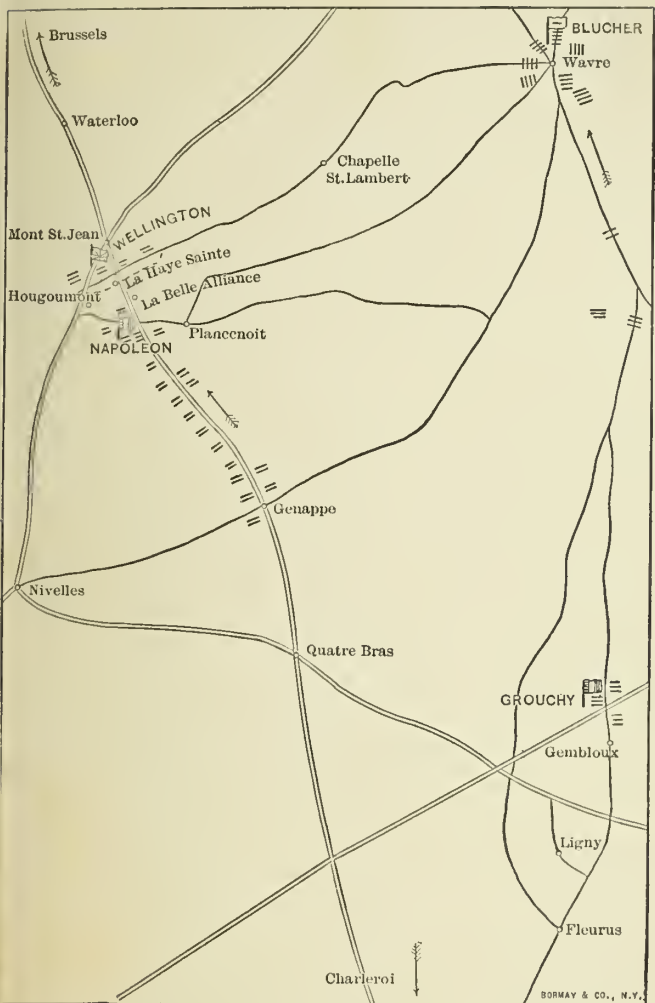 Brussels
BLUCHER
Wavre
Waterloo
Chapelle
St. Lambert
WELLINGTON
Mont St. Jean
La Haye Sainte
Hougoumont
La Belle Alliance
NAPOLEON
Plancenoit
Genappe
Nivelles
Quatre Bras
GROUCHY
Gembloux
Ligny
Fleurus
Charleroi
BORMAY & CO., N.Y.